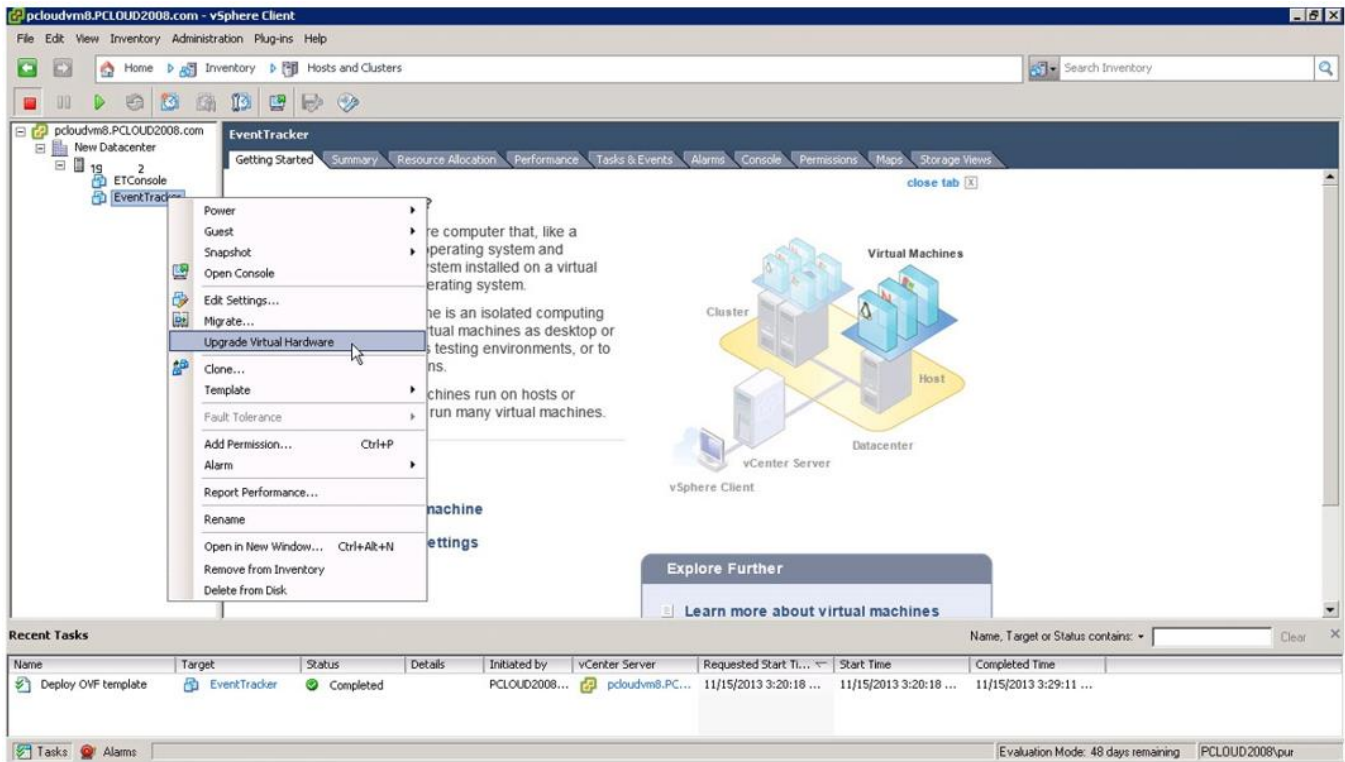 pcloudvm8.PCLOUD2008.com - vSphere Client
File Edit View Inventory Administration Plug-ins Help
Home Inventory Hosts and Clusters
Search Inventory
pcloudvm8.PCLOUD2008.com
New Datacenter
19 2
ETConsole
EventTracker
EventTracker
Getting Started Summary Resource Allocation Performance Tasks & Events Alarms Console Permissions Maps Storage Views
close tab X
Power
Guest
Snapshot
Open Console
Edit Settings...
Migrate...
Upgrade Virtual Hardware
Clone...
Template
Fault Tolerance
Add Permission... Ctrl+P
Alarm
Report Performance...
Rename
Open in New Window... Ctrl+Alt+N
Remove from Inventory
Delete from Disk
?
re computer that, like a
operating system and
stem installed on a virtual
erating system.
ne is an isolated computing
rtual machines as desktop or
s testing environments, or to
ns.
chines run on hosts or
run many virtual machines.
machine
ettings
Virtual Machines
Cluster
Host
Datacenter
vCenter Server
vSphere Client
Explore Further
Learn more about virtual machines
Recent Tasks
Name, Target or Status contains:
Clear
Name Target Status Details Initiated by vCenter Server Requested Start Ti... Start Time Completed Time
Deploy OVF template EventTracker Completed PCLOUD2008... pcloudvm8.PC... 11/15/2013 3:20:18 ... 11/15/2013 3:20:18 ... 11/15/2013 3:29:11 ...
Tasks Alarms
Evaluation Mode: 48 days remaining PCLOUD2008\pur